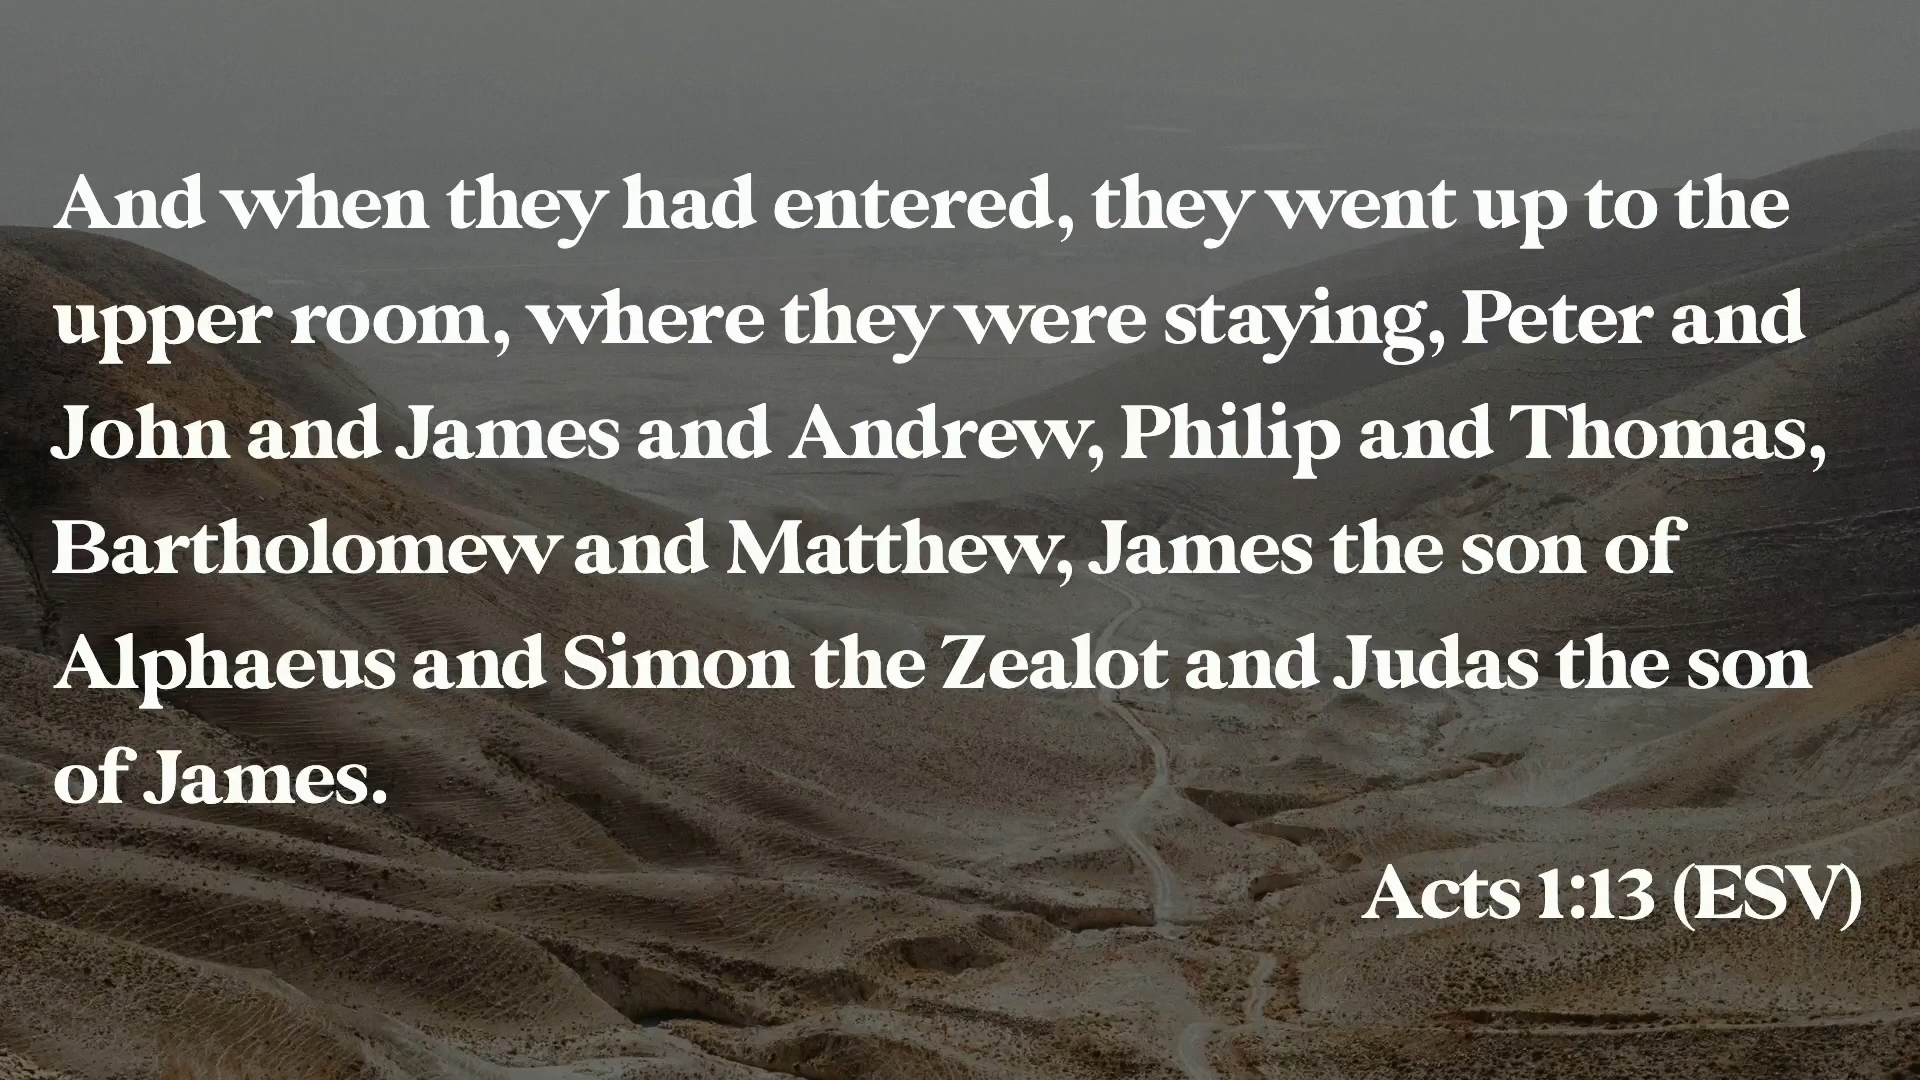 And when they had entered, they went up to the
upper room, where they were staying, Peter and
John and James and Andrew, Philip and Thomas,
Bartholomew and Matthew, James the son of
Alphaeus and Simon the Zealot and Judas the son
of James.
Acts 1:13 (ESV)